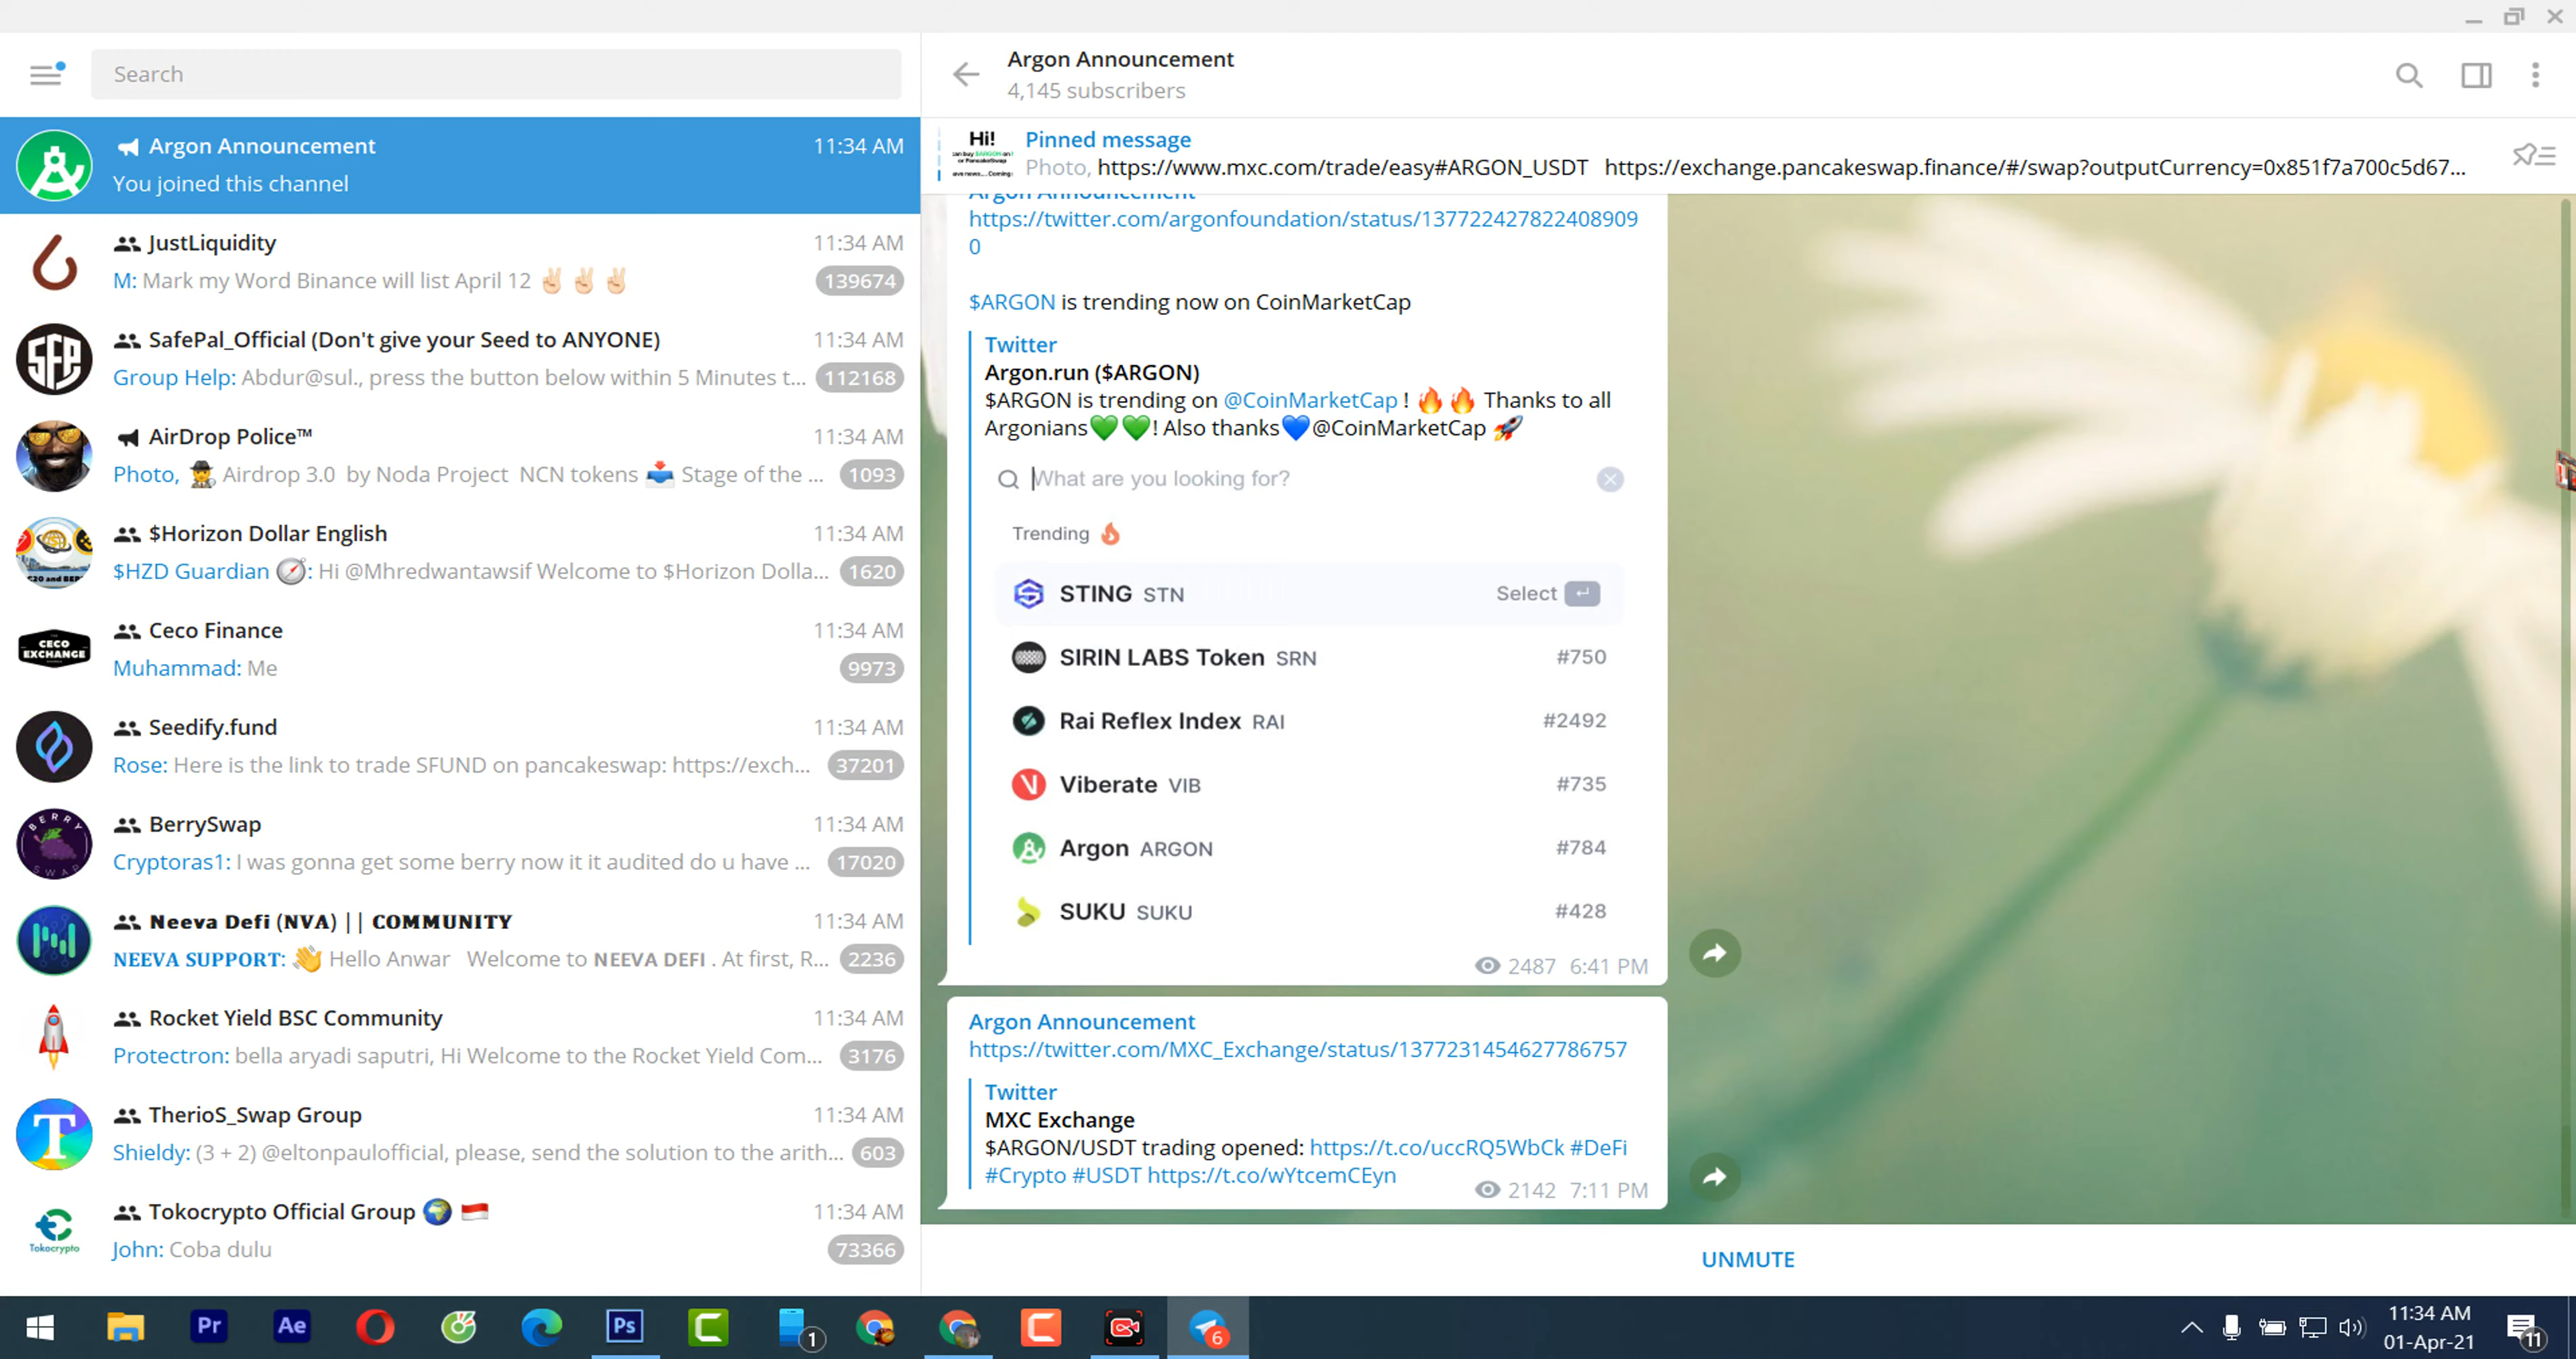 Search
Argon Announcement 11:34 AM
You joined this channel
JustLiquidity 11:34 AM
M: Mark my Word Binance will list April 12 ✌🏻 ✌🏻 ✌🏻 139674
SafePal_Official (Don't give your Seed to ANYONE) 11:34 AM
Group Help: Abdur@sul., press the button below within 5 Minutes t... 112168
AirDrop Police™ 11:34 AM
Photo, 🕵 Airdrop 3.0 by Noda Project NCN tokens 📥 Stage of the ... 1093
$Horizon Dollar English 11:34 AM
$HZD Guardian 🧭: Hi @Mhredwantawsif Welcome to $Horizon Dolla... 1620
CECO
EXCHANGE
Ceco Finance 11:34 AM
Muhammad: Me 9973
Seedify.fund 11:34 AM
Rose: Here is the link to trade SFUND on pancakeswap: https://exch... 37201
BERRY
SWAP
BerrySwap 11:34 AM
Cryptoras1: I was gonna get some berry now it it audited do u have ... 17020
Neeva Defi (NVA) || COMMUNITY 11:34 AM
NEEVA SUPPORT: 👋 Hello Anwar Welcome to NEEVA DEFI . At first, R... 2236
Rocket Yield BSC Community 11:34 AM
Protectron: bella aryadi saputri, Hi Welcome to the Rocket Yield Com... 3176
TherioS_Swap Group 11:34 AM
Shieldy: (3 + 2) @eltonpaulofficial, please, send the solution to the arith... 603
Tokocrypto
Tokocrypto Official Group 🌍 🇮🇩 11:34 AM
John: Coba dulu 73366
Argon Announcement
4,145 subscribers
Hi!
Pinned message
Photo, https://www.mxc.com/trade/easy#ARGON_USDT https://exchange.pancakeswap.finance/#/swap?outputCurrency=0x851f7a700c5d67...
Argon Announcement
https://twitter.com/argonfoundation/status/137722427822408909
0
$ARGON is trending now on CoinMarketCap
Twitter
Argon.run ($ARGON)
$ARGON is trending on @CoinMarketCap ! 🔥🔥 Thanks to all
Argonians💚💚! Also thanks💙@CoinMarketCap 🚀
What are you looking for?
Trending 🔥
STING STN Select
SIRIN LABS Token SRN #750
Rai Reflex Index RAI #2492
Viberate VIB #735
Argon ARGON #784
SUKU SUKU #428
2487 6:41 PM
Argon Announcement
https://twitter.com/MXC_Exchange/status/1377231454627786757
Twitter
MXC Exchange
$ARGON/USDT trading opened: https://t.co/uccRQ5WbCk #DeFi
#Crypto #USDT https://t.co/wYtcemCEyn
2142 7:11 PM
UNMUTE
Pr
Ae
Ps
1
6
11:34 AM
01-Apr-21
11